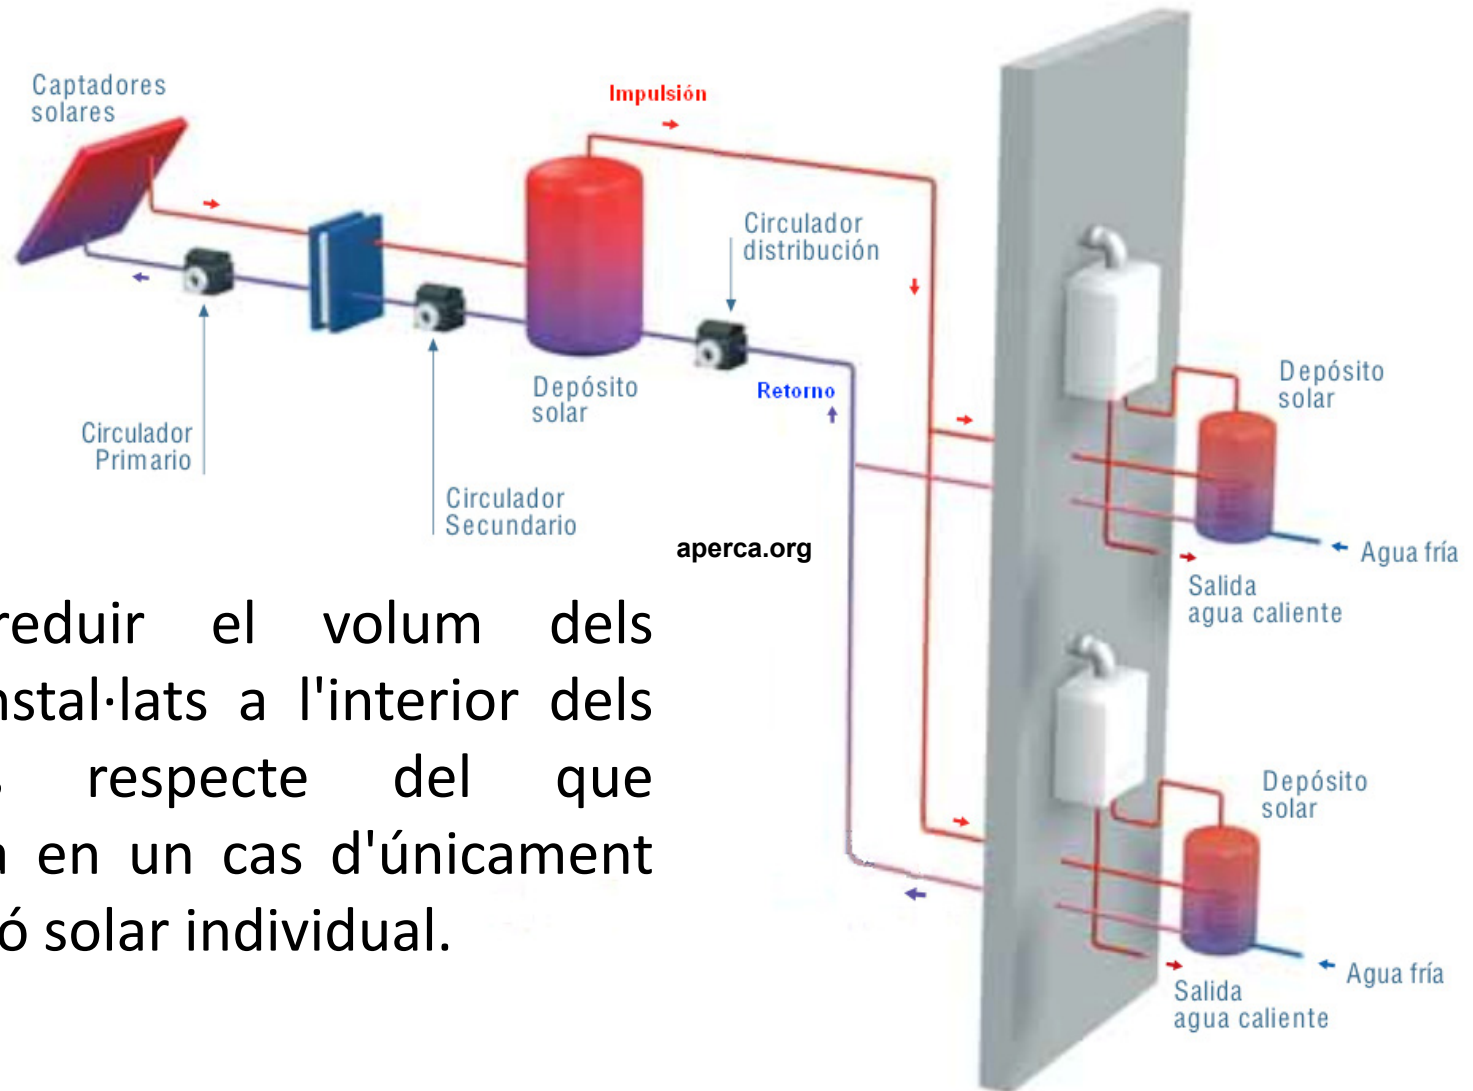 Captadores
solares
Impulsión
Circulador
distribución
Depósito
solar
Retorno
Circulador
Primario
Circulador
Secundario
aperca.org
Depósito
solar
Agua fría
Salida
agua caliente
reduir el volum dels
nstal·lats a l'interior dels
respecte del que
en un cas d'únicament
ó solar individual.
Depósito
solar
Agua fría
Salida
agua caliente